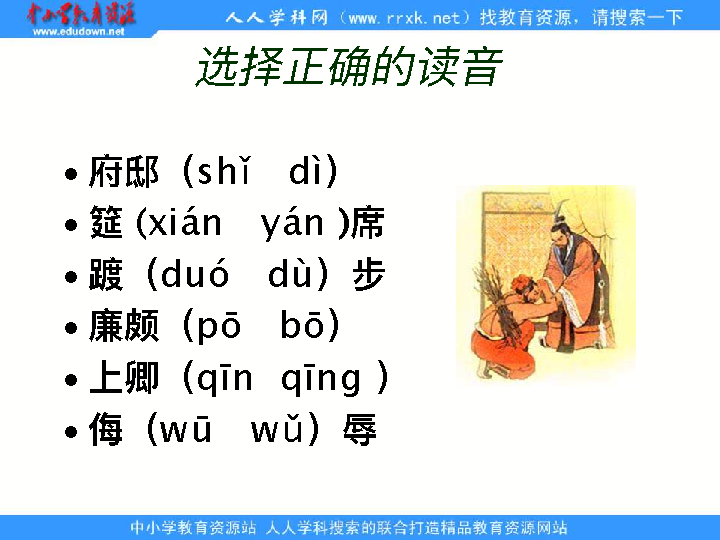 中小学教育资源
www.edudown.net
人人学科网（www.rrxk.net）找教育资源，请搜索一下
选择正确的读音
• 府邸（shǐ dì）
• 筵 (xián yán )席
• 踱（duó dù）步
• 廉颇（pō bō）
• 上卿（qīn qīng ）
• 侮（wū wǔ）辱
中小学教育资源站 人人学科搜索的联合打造精品教育资源网站